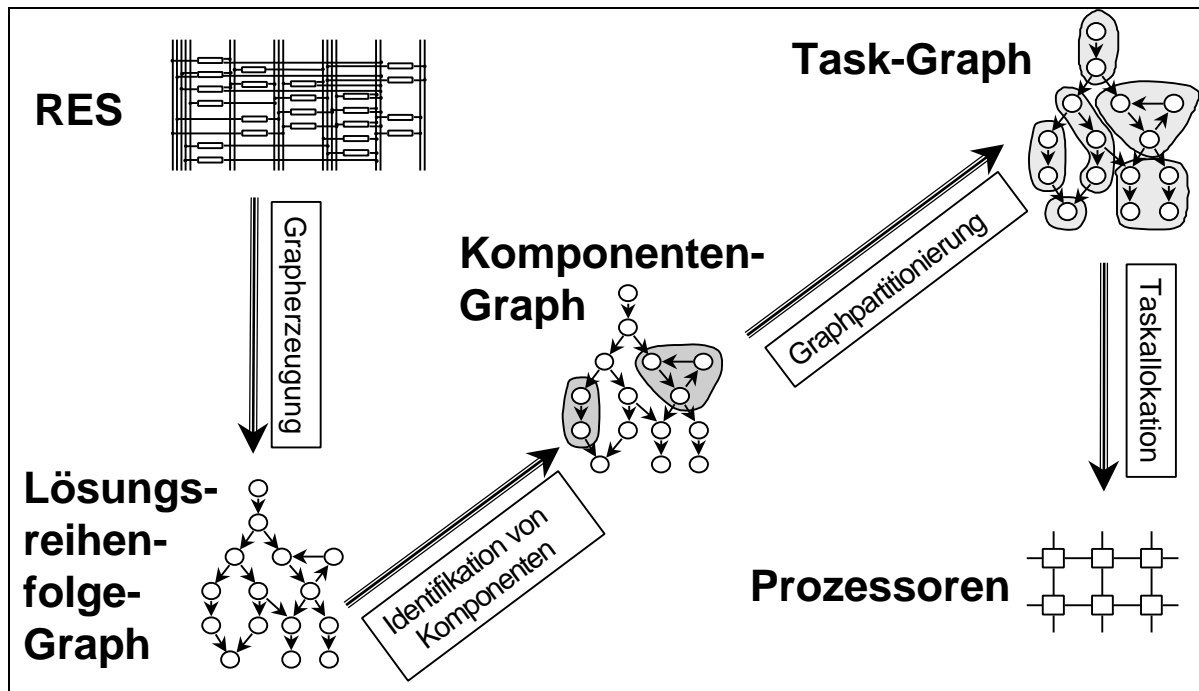 RES
Grapherzeugung
Lösungs-
reihen-
folge-
Graph
Identifikation von
Komponenten
Komponenten-
Graph
Graphpartitionierung
Task-Graph
Taskallokation
Prozessoren